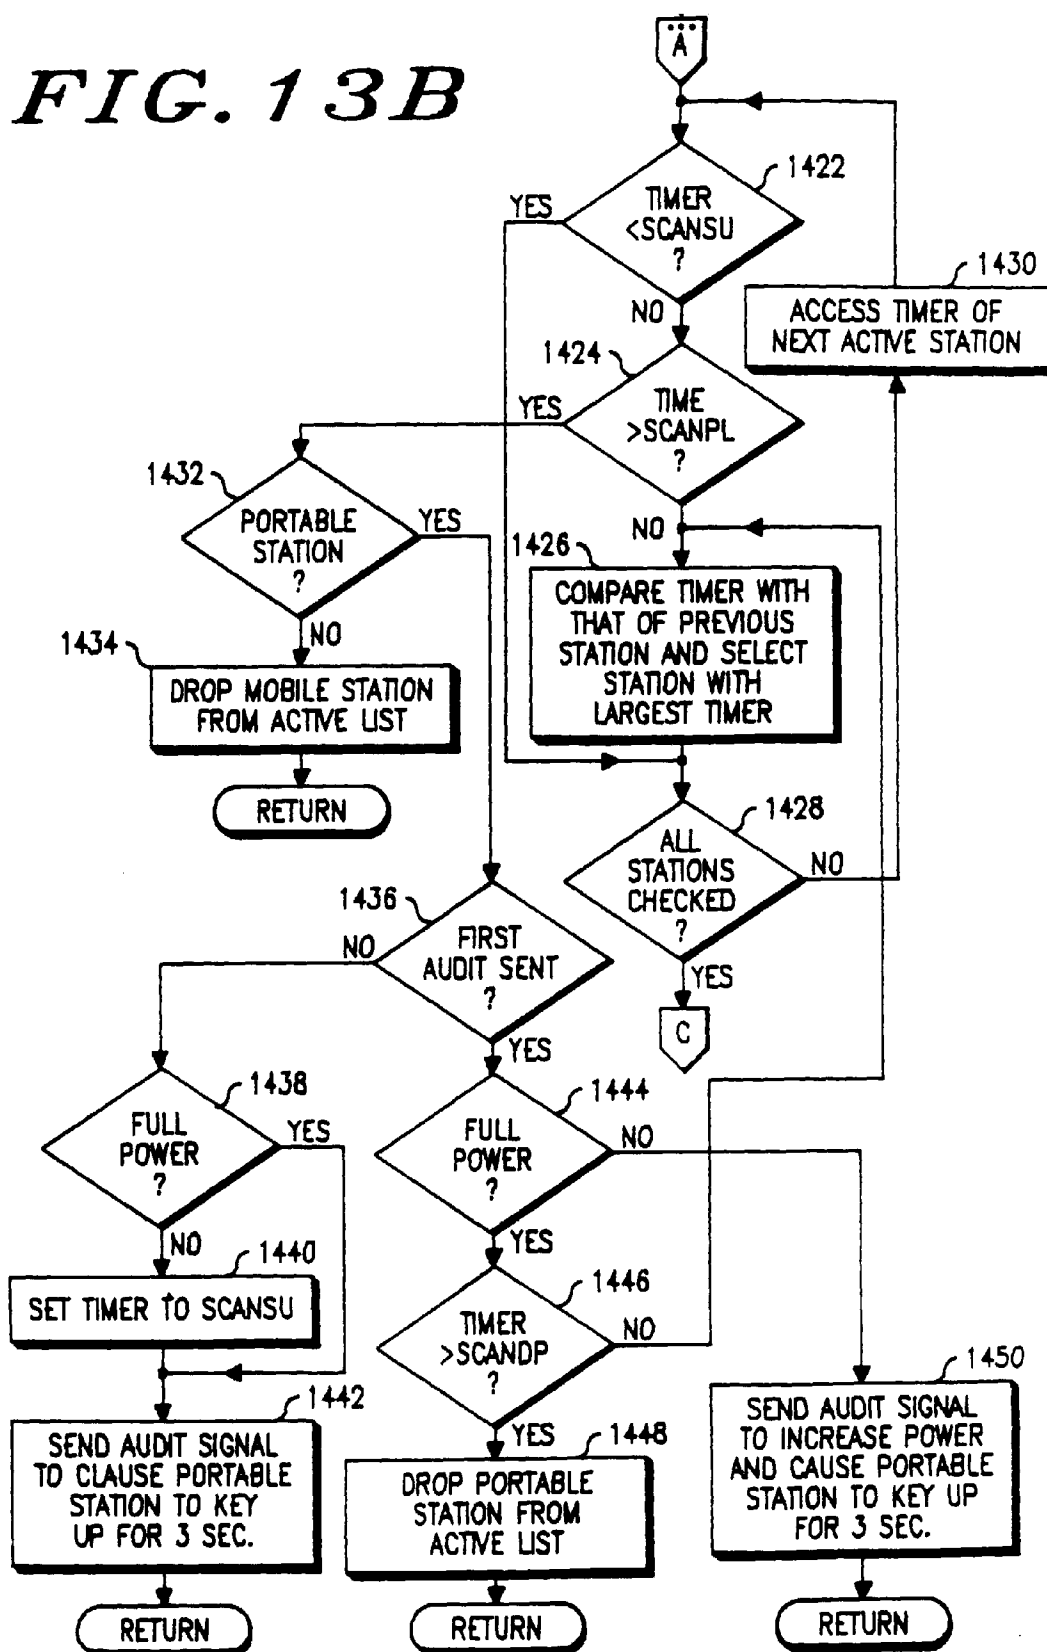 FIG. 13B
A
1422
TIMER
<SCANSU
?
YES
NO
1430
ACCESS TIMER OF
NEXT ACTIVE STATION
1424
TIME
>SCANPL
?
YES
NO
1432
PORTABLE
STATION
?
YES
NO
1426
COMPARE TIMER WITH
THAT OF PREVIOUS
STATION AND SELECT
STATION WITH
LARGEST TIMER
1434
DROP MOBILE STATION
FROM ACTIVE LIST
RETURN
1428
ALL
STATIONS
CHECKED
?
NO
YES
C
1436
FIRST
AUDIT SENT
?
NO
YES
1438
FULL
POWER
?
YES
NO
1444
FULL
POWER
?
NO
YES
1440
SET TIMER TO SCANSU
1446
TIMER
>SCANDP
?
NO
YES
1442
SEND AUDIT SIGNAL
TO CLAUSE PORTABLE
STATION TO KEY
UP FOR 3 SEC.
RETURN
1448
DROP PORTABLE
STATION FROM
ACTIVE LIST
RETURN
1450
SEND AUDIT SIGNAL
TO INCREASE POWER
AND CAUSE PORTABLE
STATION TO KEY UP
FOR 3 SEC.
RETURN